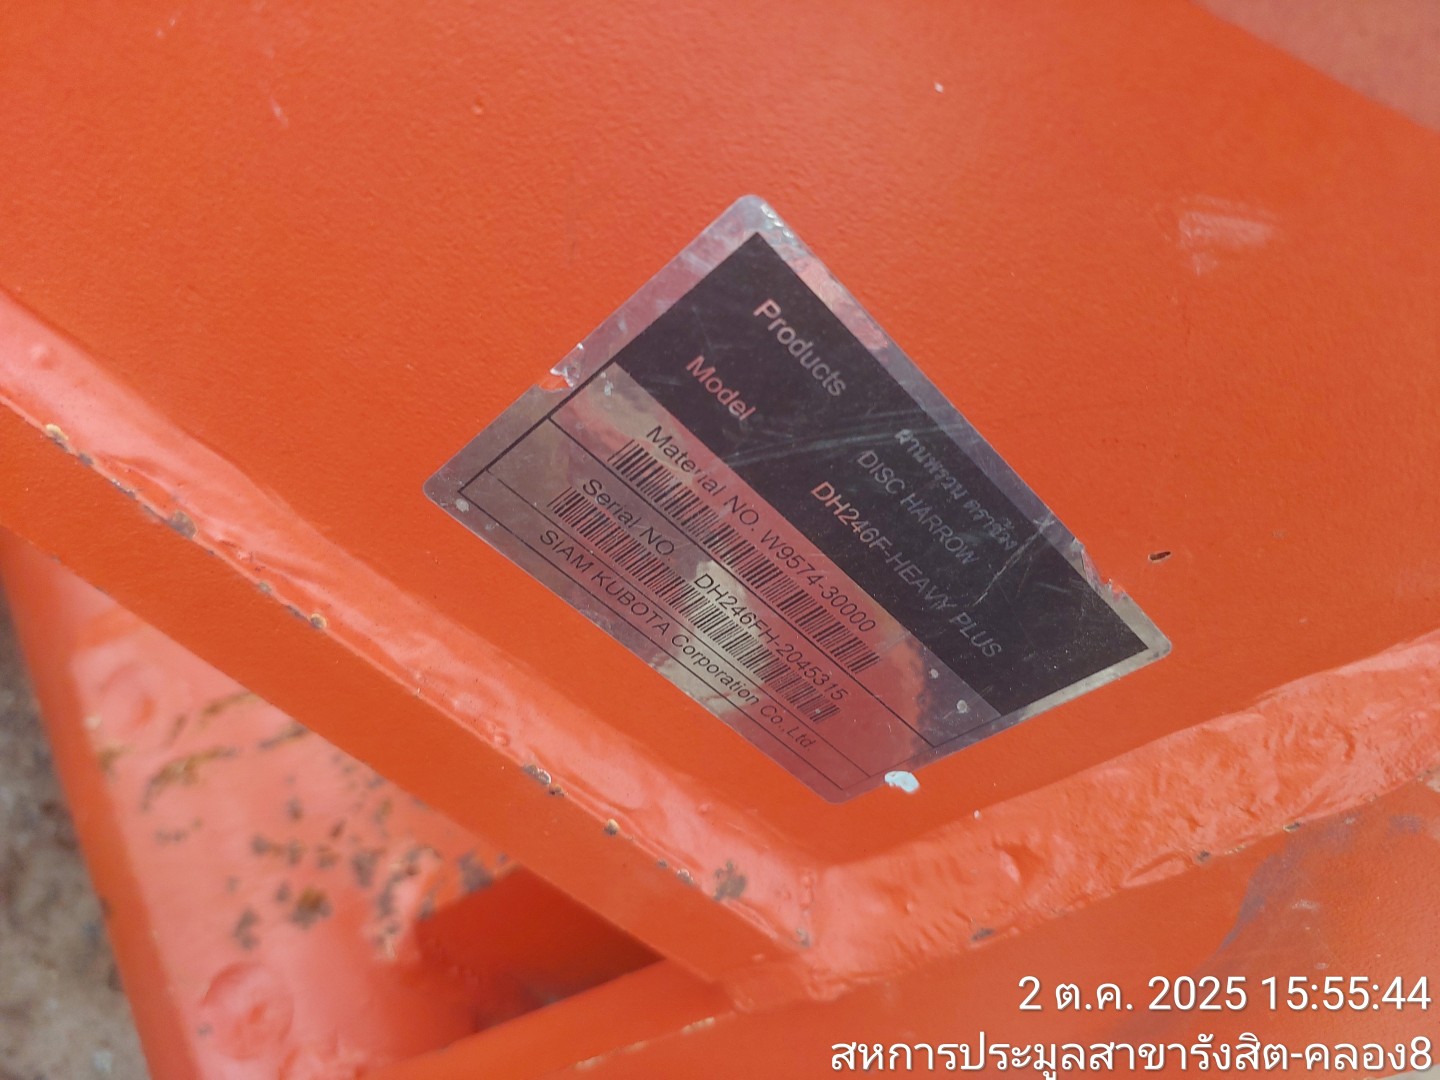 Products ผานพรวน ตราช้าง
DISC HARROW
Model DH246F-HEAVY PLUS
Material NO. W9574-30000
Serial NO DH246FH-2045315
SIAM KUBOTA Corporation Co.,Ltd
2 ต.ค. 2025 15:55:44
สหการประมูลสาขารังสิต-คลอง8